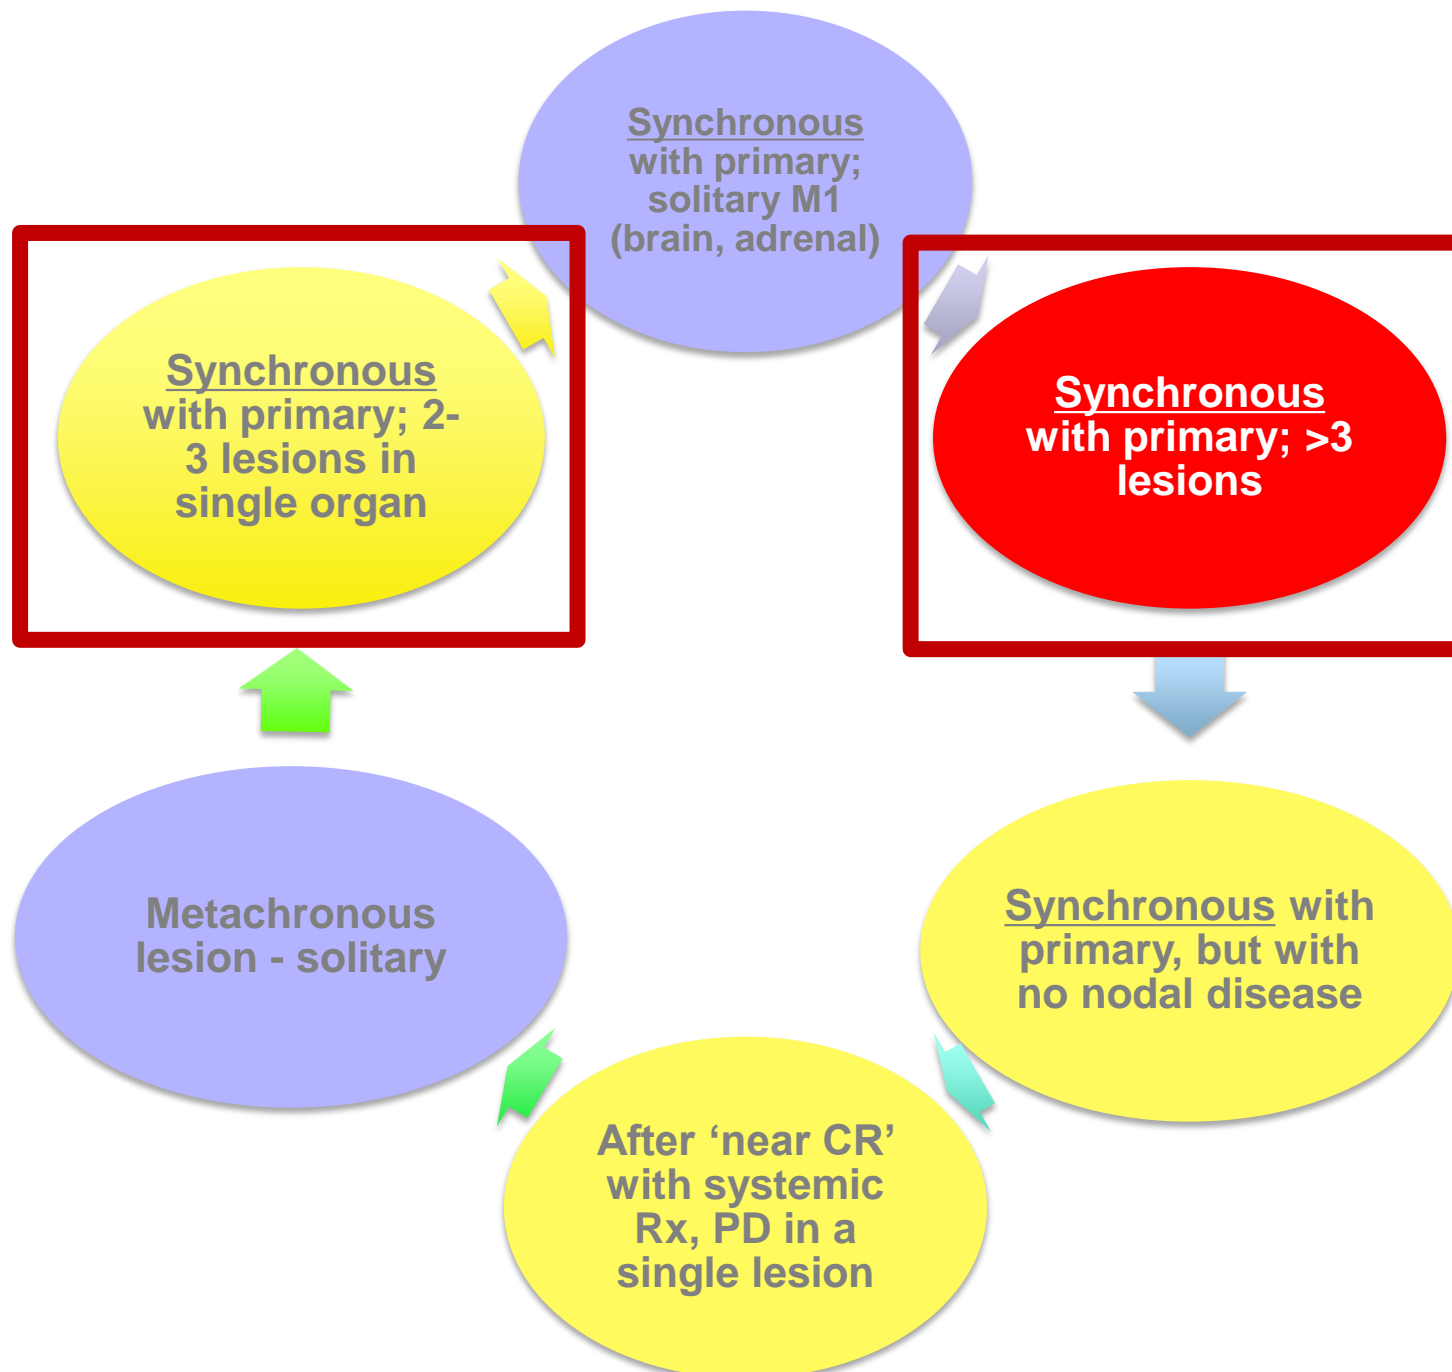 Synchronous
with primary;
solitary M1
(brain, adrenal)
Synchronous
with primary; 2-
3 lesions in
single organ
Synchronous
with primary; >3
lesions
Metachronous
lesion - solitary
Synchronous with
primary, but with
no nodal disease
After ‘near CR’
with systemic
Rx, PD in a
single lesion